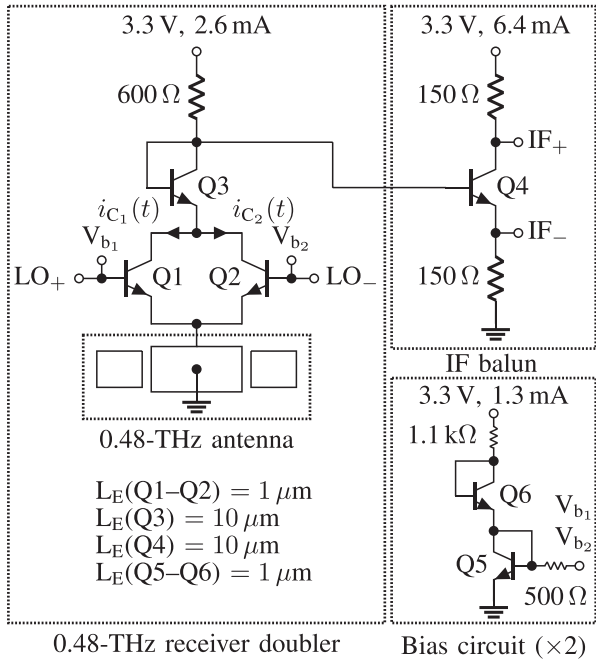 3.3 V, 2.6 mA
600 Ω
Q3
i_C1(t)
i_C2(t)
V_b1
V_b2
LO+
Q1
Q2
LO−
0.48-THz antenna
L_E(Q1–Q2) = 1 μm
L_E(Q3) = 10 μm
L_E(Q4) = 10 μm
L_E(Q5–Q6) = 1 μm
0.48-THz receiver doubler
3.3 V, 6.4 mA
150 Ω
IF+
Q4
IF−
150 Ω
IF balun
3.3 V, 1.3 mA
1.1 kΩ
Q6
V_b1
V_b2
Q5
500 Ω
Bias circuit (×2)